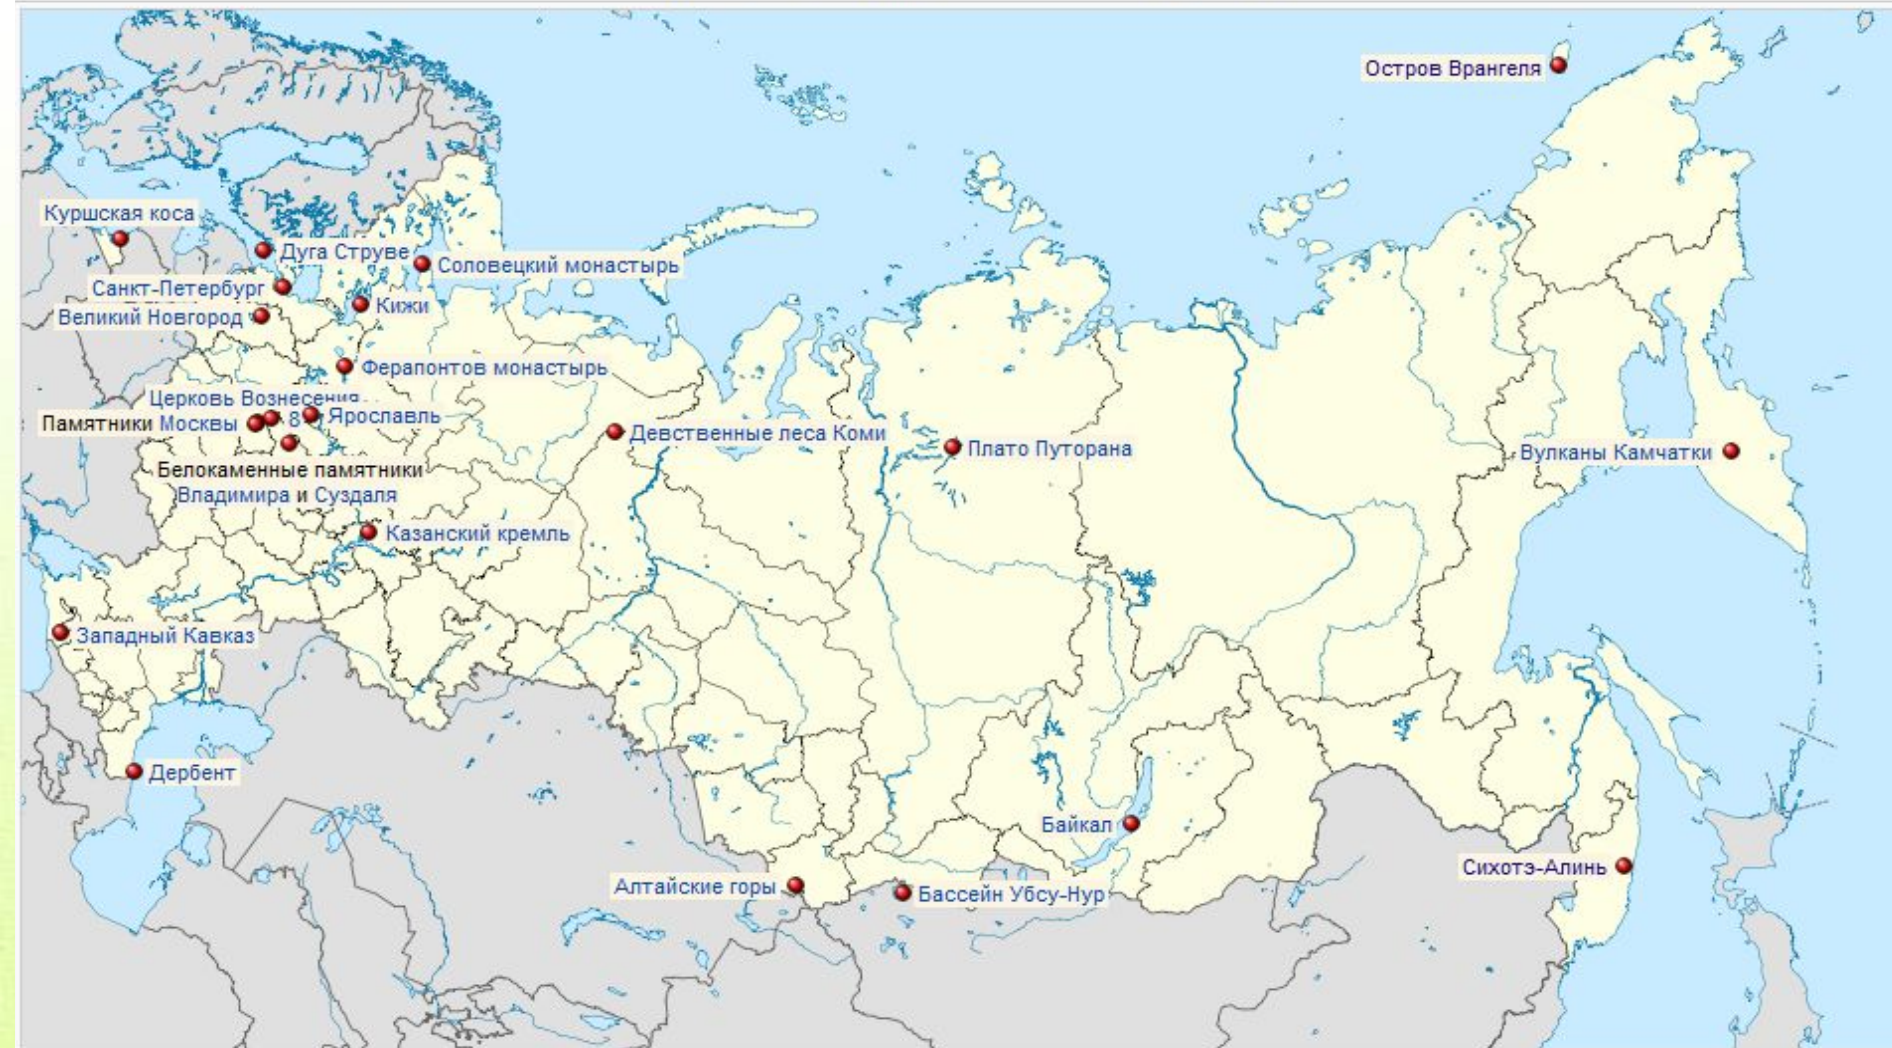 Остров Врангеля
Куршская коса
Дуга Струве
Соловецкий монастырь
Санкт-Петербург
Кижи
Великий Новгород
Ферапонтов монастырь
Церковь Вознесения
8
Ярославль
Памятники Москвы
Девственные леса Коми
Плато Путорана
Вулканы Камчатки
Белокаменные памятники
Владимира и Суздаля
Казанский кремль
Западный Кавказ
Дербент
Байкал
Сихотэ-Алинь
Алтайские горы
Бассейн Убсу-Нур